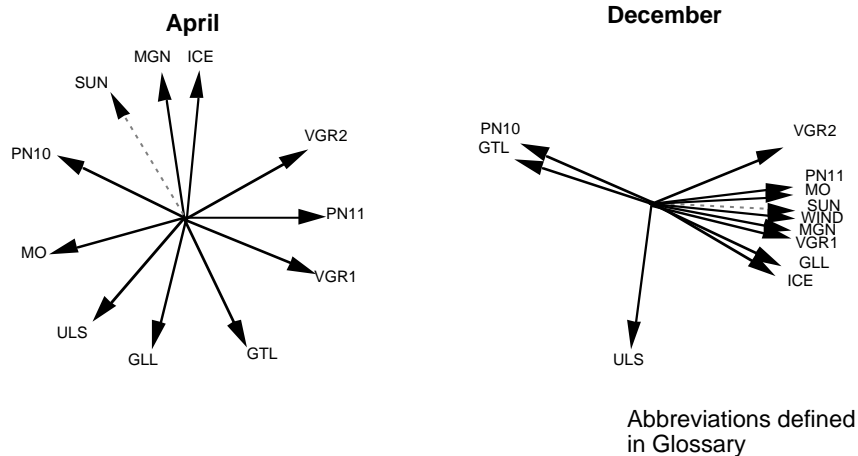 April
MGN ICE
SUN
VGR2
PN10
PN11
MO
VGR1
ULS
GLL
GTL
December
VGR2
PN10
GTL
PN11
MO
SUN
WIND
MGN
VGR1
GLL
ICE
ULS
Abbreviations defined
in Glossary